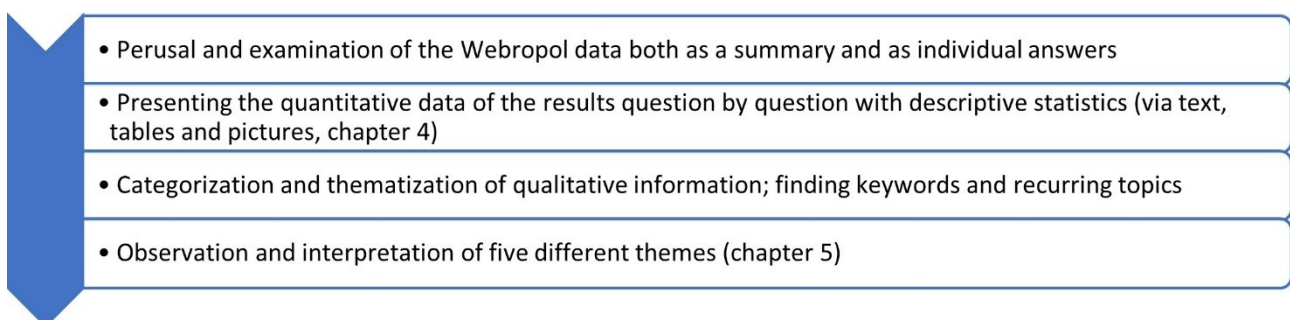 • Perusal and examination of the Webropol data both as a summary and as individual answers
• Presenting the quantitative data of the results question by question with descriptive statistics (via text,
tables and pictures, chapter 4)
• Categorization and thematization of qualitative information; finding keywords and recurring topics
• Observation and interpretation of five different themes (chapter 5)